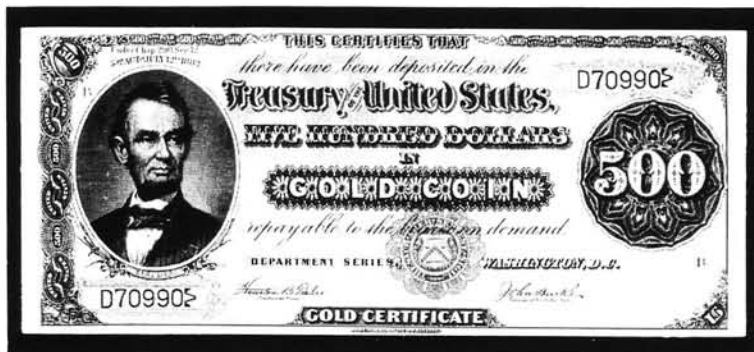 THIS CERTIFIES THAT
500
there have been deposited in the
D70990
Treasury of the United States,
FIVE HUNDRED DOLLARS
IN
500
GOLD COIN
repayable to the bearer on demand.
DEPARTMENT SERIES, WASHINGTON, D.C.
D70990
GOLD CERTIFICATE